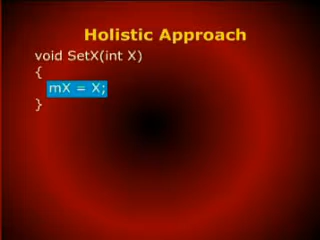 Holistic Approach
void SetX(int X)
{
mX = X;
}